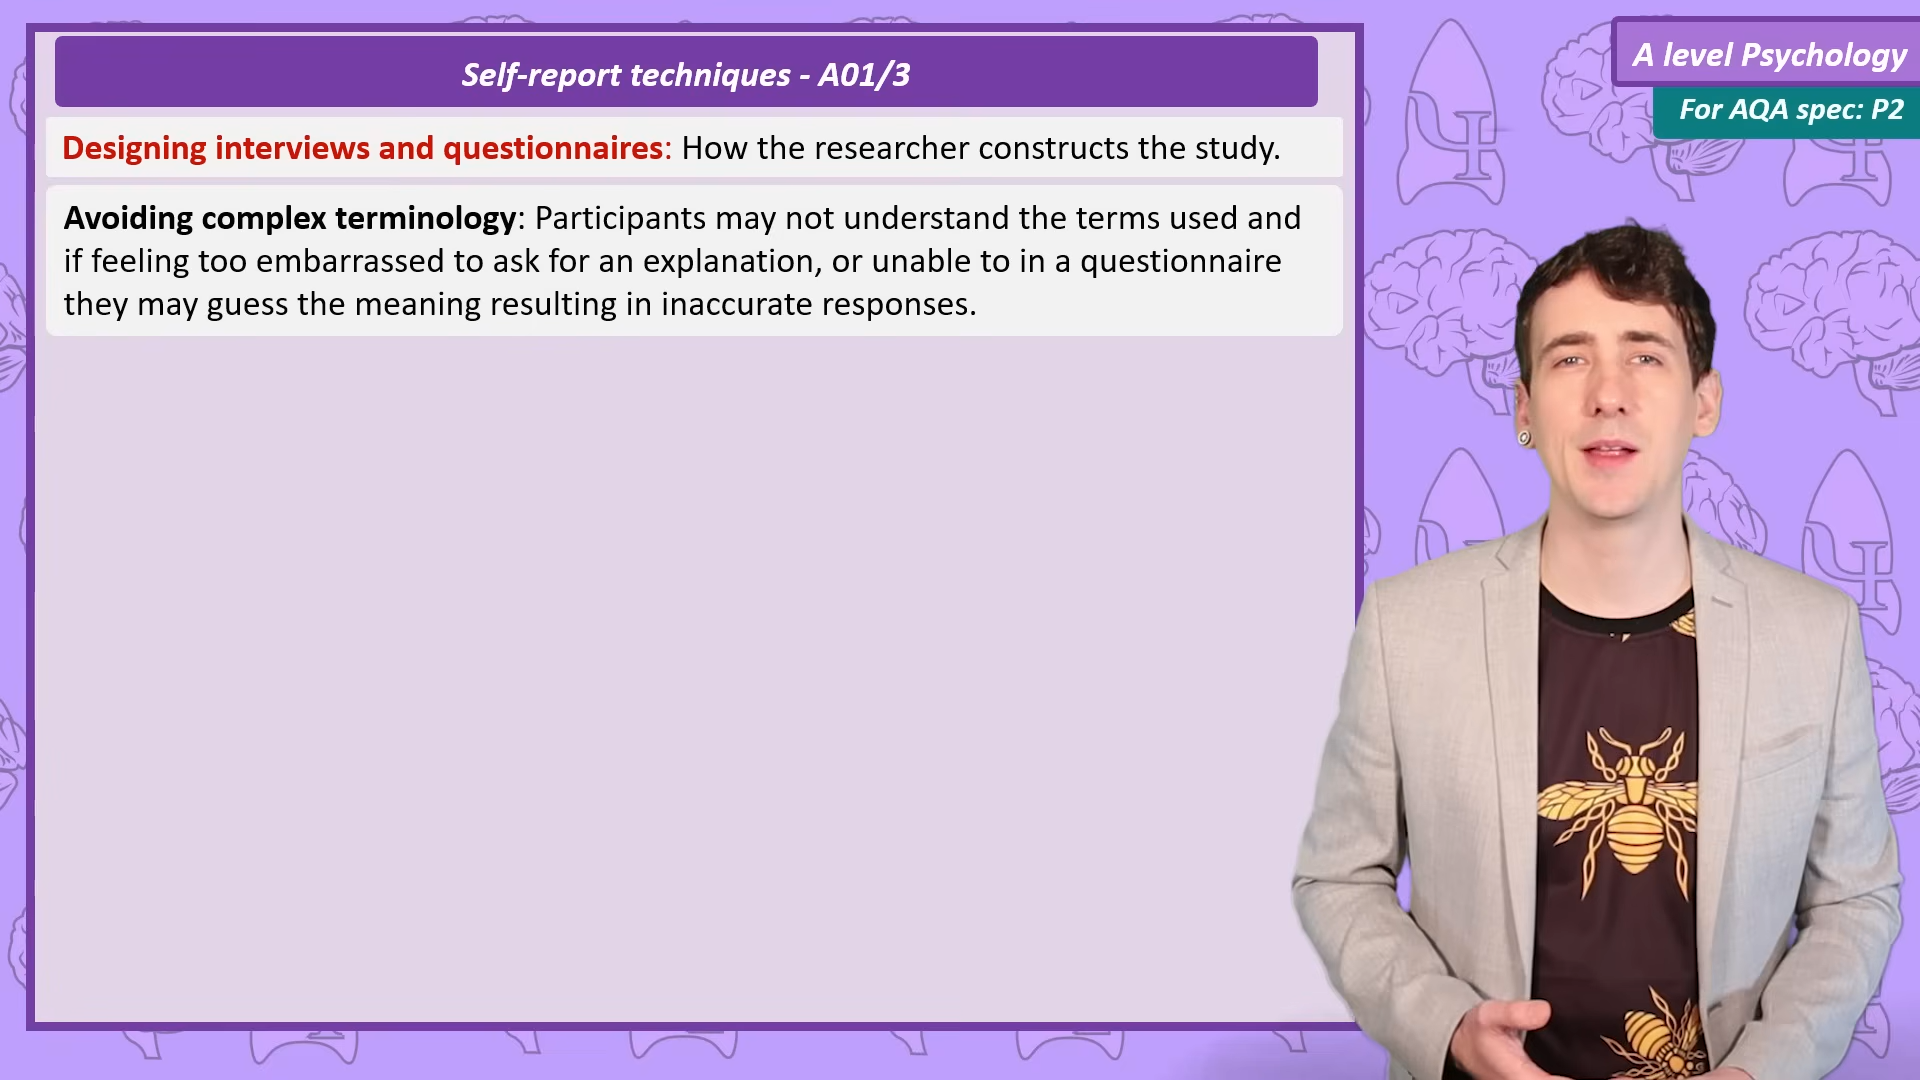 Self-report techniques - A01/3
A level Psychology
For AQA spec: P2
Designing interviews and questionnaires: How the researcher constructs the study.
Avoiding complex terminology: Participants may not understand the terms used and
if feeling too embarrassed to ask for an explanation, or unable to in a questionnaire
they may guess the meaning resulting in inaccurate responses.